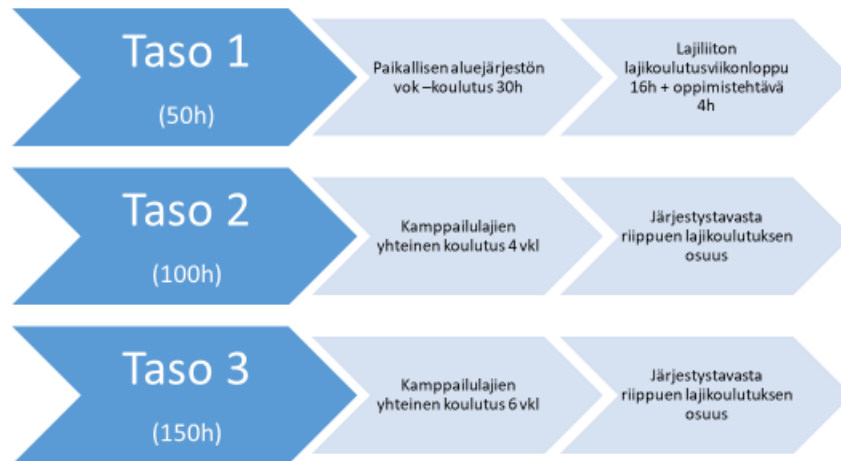 Taso 1
(50h)
Paikallisen aluejärjestön
vok –koulutus 30h
Lajiliiton
lajikoulutusviikonloppu
16h + oppimistehtävä
4h
Taso 2
(100h)
Kamppailulajien
yhteinen koulutus 4 vkl
Järjestystavasta
riippuen lajikoulutuksen
osuus
Taso 3
(150h)
Kamppailulajien
yhteinen koulutus 6 vkl
Järjestystavasta
riippuen lajikoulutuksen
osuus